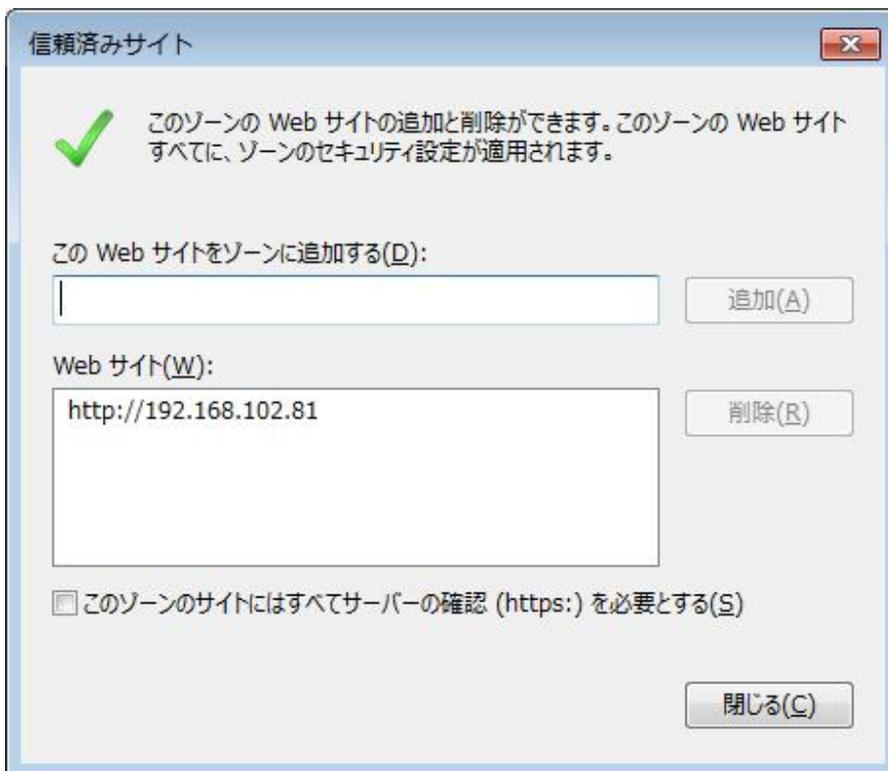 信頼済みサイト
このゾーンの Web サイトの追加と削除ができます。このゾーンの Web サイト
すべてに、ゾーンのセキュリティ設定が適用されます。
この Web サイトをゾーンに追加する(D):
追加(A)
Web サイト(W):
http://192.168.102.81
削除(R)
このゾーンのサイトにはすべてサーバーの確認 (https:) を必要とする(S)
閉じる(C)